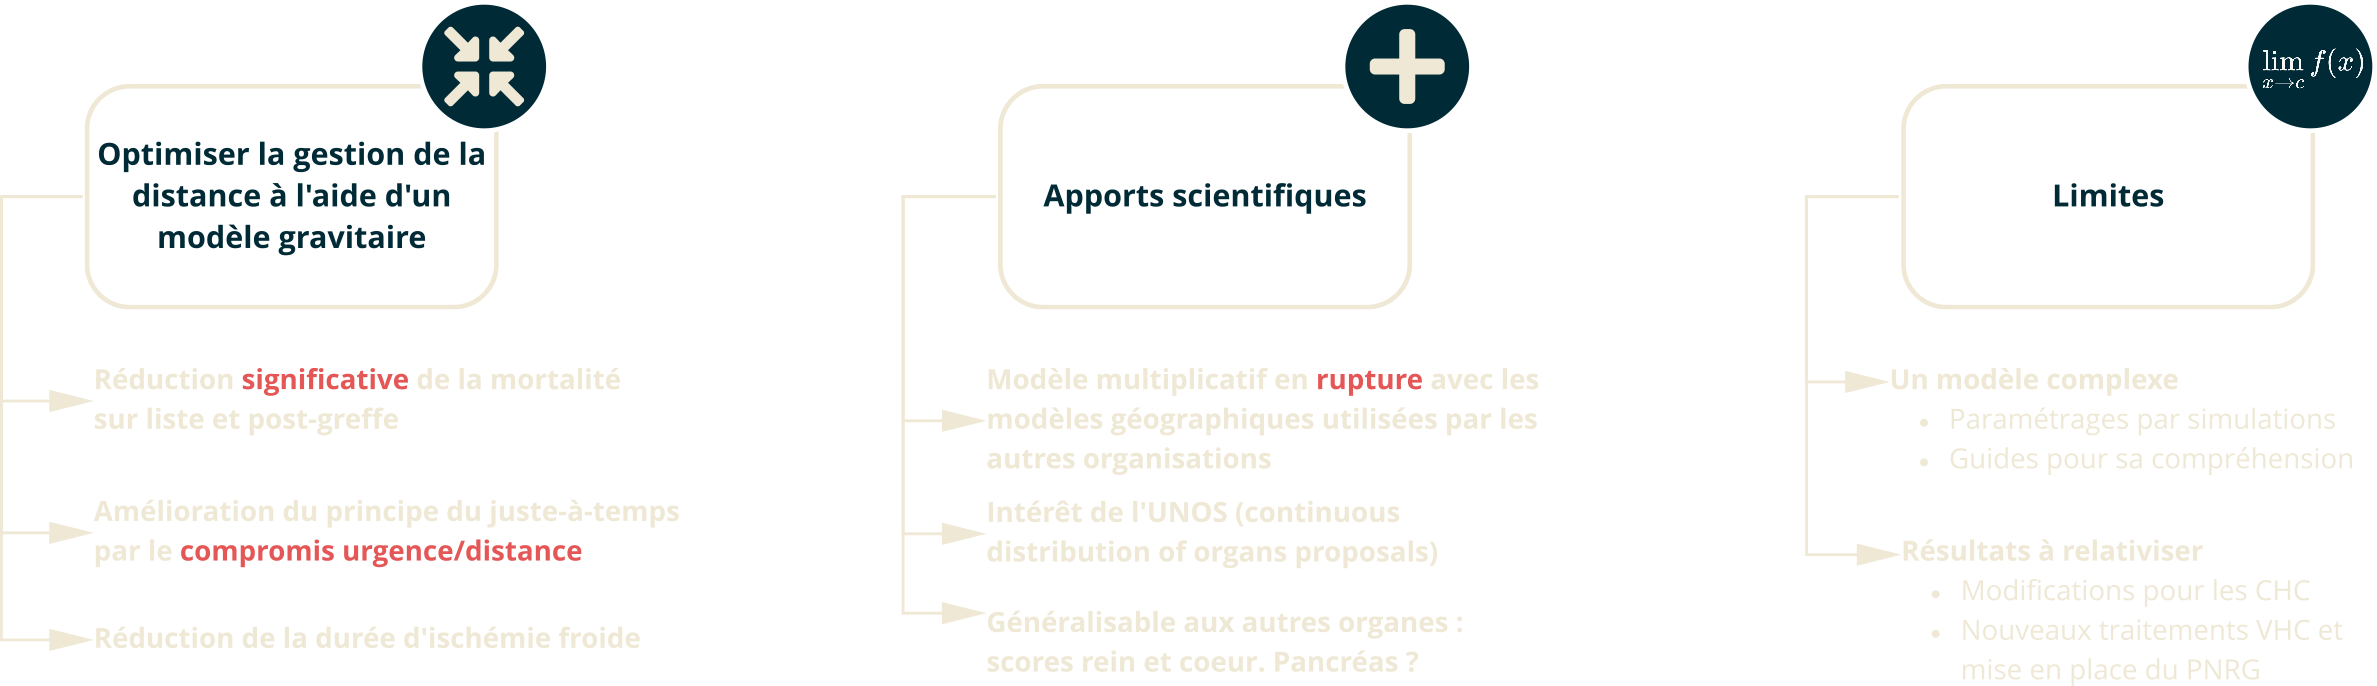 Optimiser la gestion de la
distance à l'aide d'un
modèle gravitaire
Réduction significative de la mortalité
sur liste et post-greffe
Amélioration du principe du juste-à-temps
par le compromis urgence/distance
Réduction de la durée d'ischémie froide
Apports scientifiques
Modèle multiplicatif en rupture avec les
modèles géographiques utilisées par les
autres organisations
Intérêt de l'UNOS (continuous
distribution of organs proposals)
Généralisable aux autres organes :
scores rein et coeur. Pancréas ?
lim f(x)
x→c
Limites
Un modèle complexe
• Paramétrages par simulations
• Guides pour sa compréhension
Résultats à relativiser
• Modifications pour les CHC
• Nouveaux traitements VHC et
mise en place du PNRG